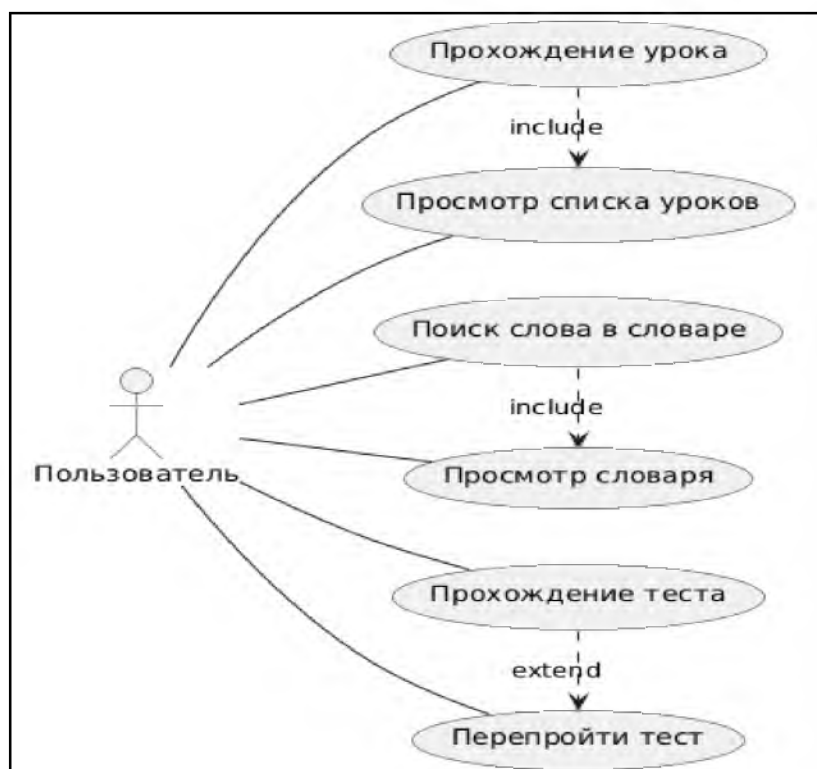 Прохождение урока
include
Просмотр списка уроков
Поиск слова в словаре
include
Пользователь
Просмотр словаря
Прохождение теста
extend
Перепройти тест